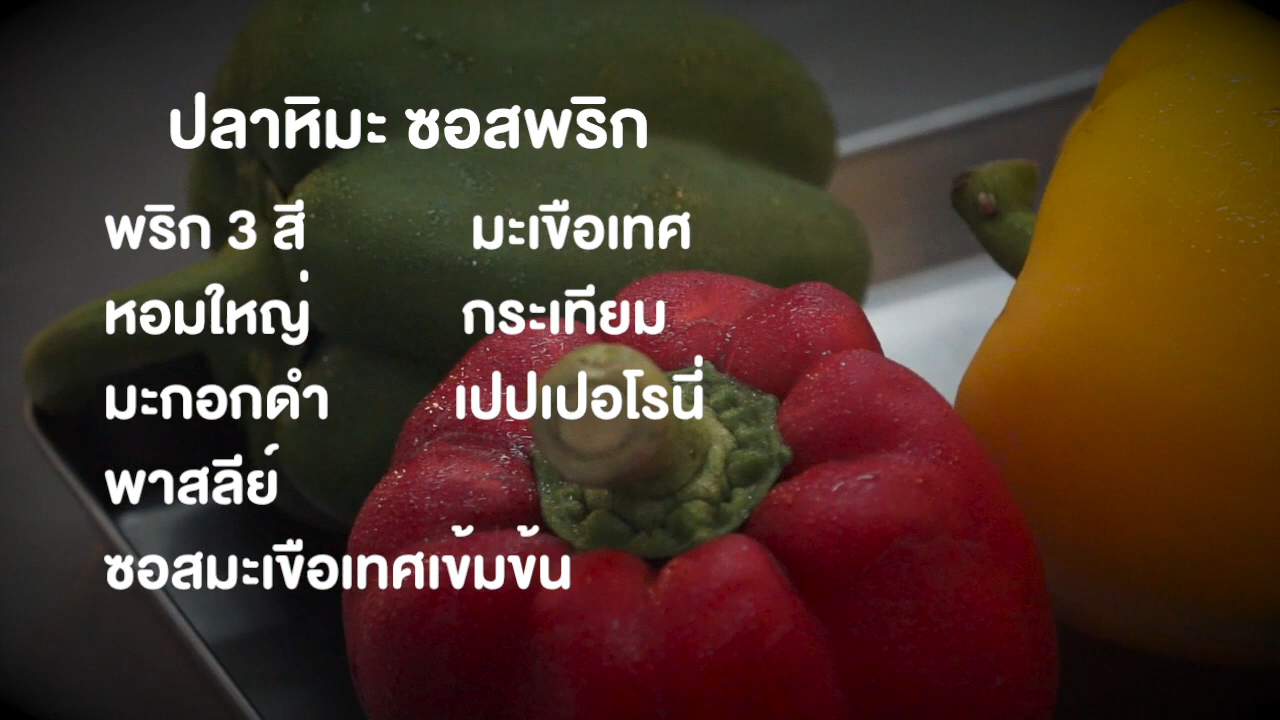 ปลาหิมะ ซอสพริก
พริก 3 สี
มะเขือเทศ
หอมใหญ่
กระเทียม
มะกอกดำ
เปปเปอโรนี่
พาสลีย์
ซอสมะเขือเทศเข้มข้น